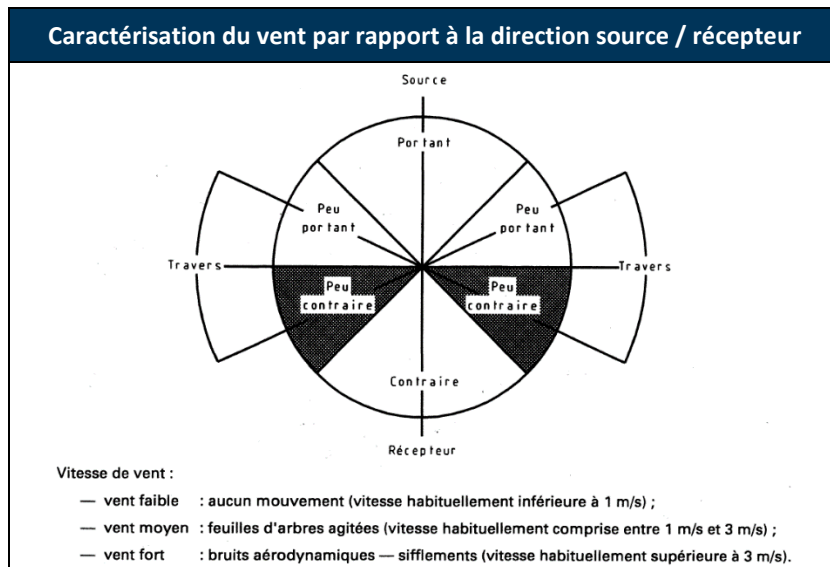 Caractérisation du vent par rapport à la direction source / récepteur
Source
Portant
Peu
portant
Peu
portant
Travers
Travers
Peu
contraire
Peu
contraire
Contraire
Récepteur
Vitesse de vent :
— vent faible : aucun mouvement (vitesse habituellement inférieure à 1 m/s) ;
— vent moyen : feuilles d'arbres agitées (vitesse habituellement comprise entre 1 m/s et 3 m/s) ;
— vent fort : bruits aérodynamiques — sifflements (vitesse habituellement supérieure à 3 m/s).